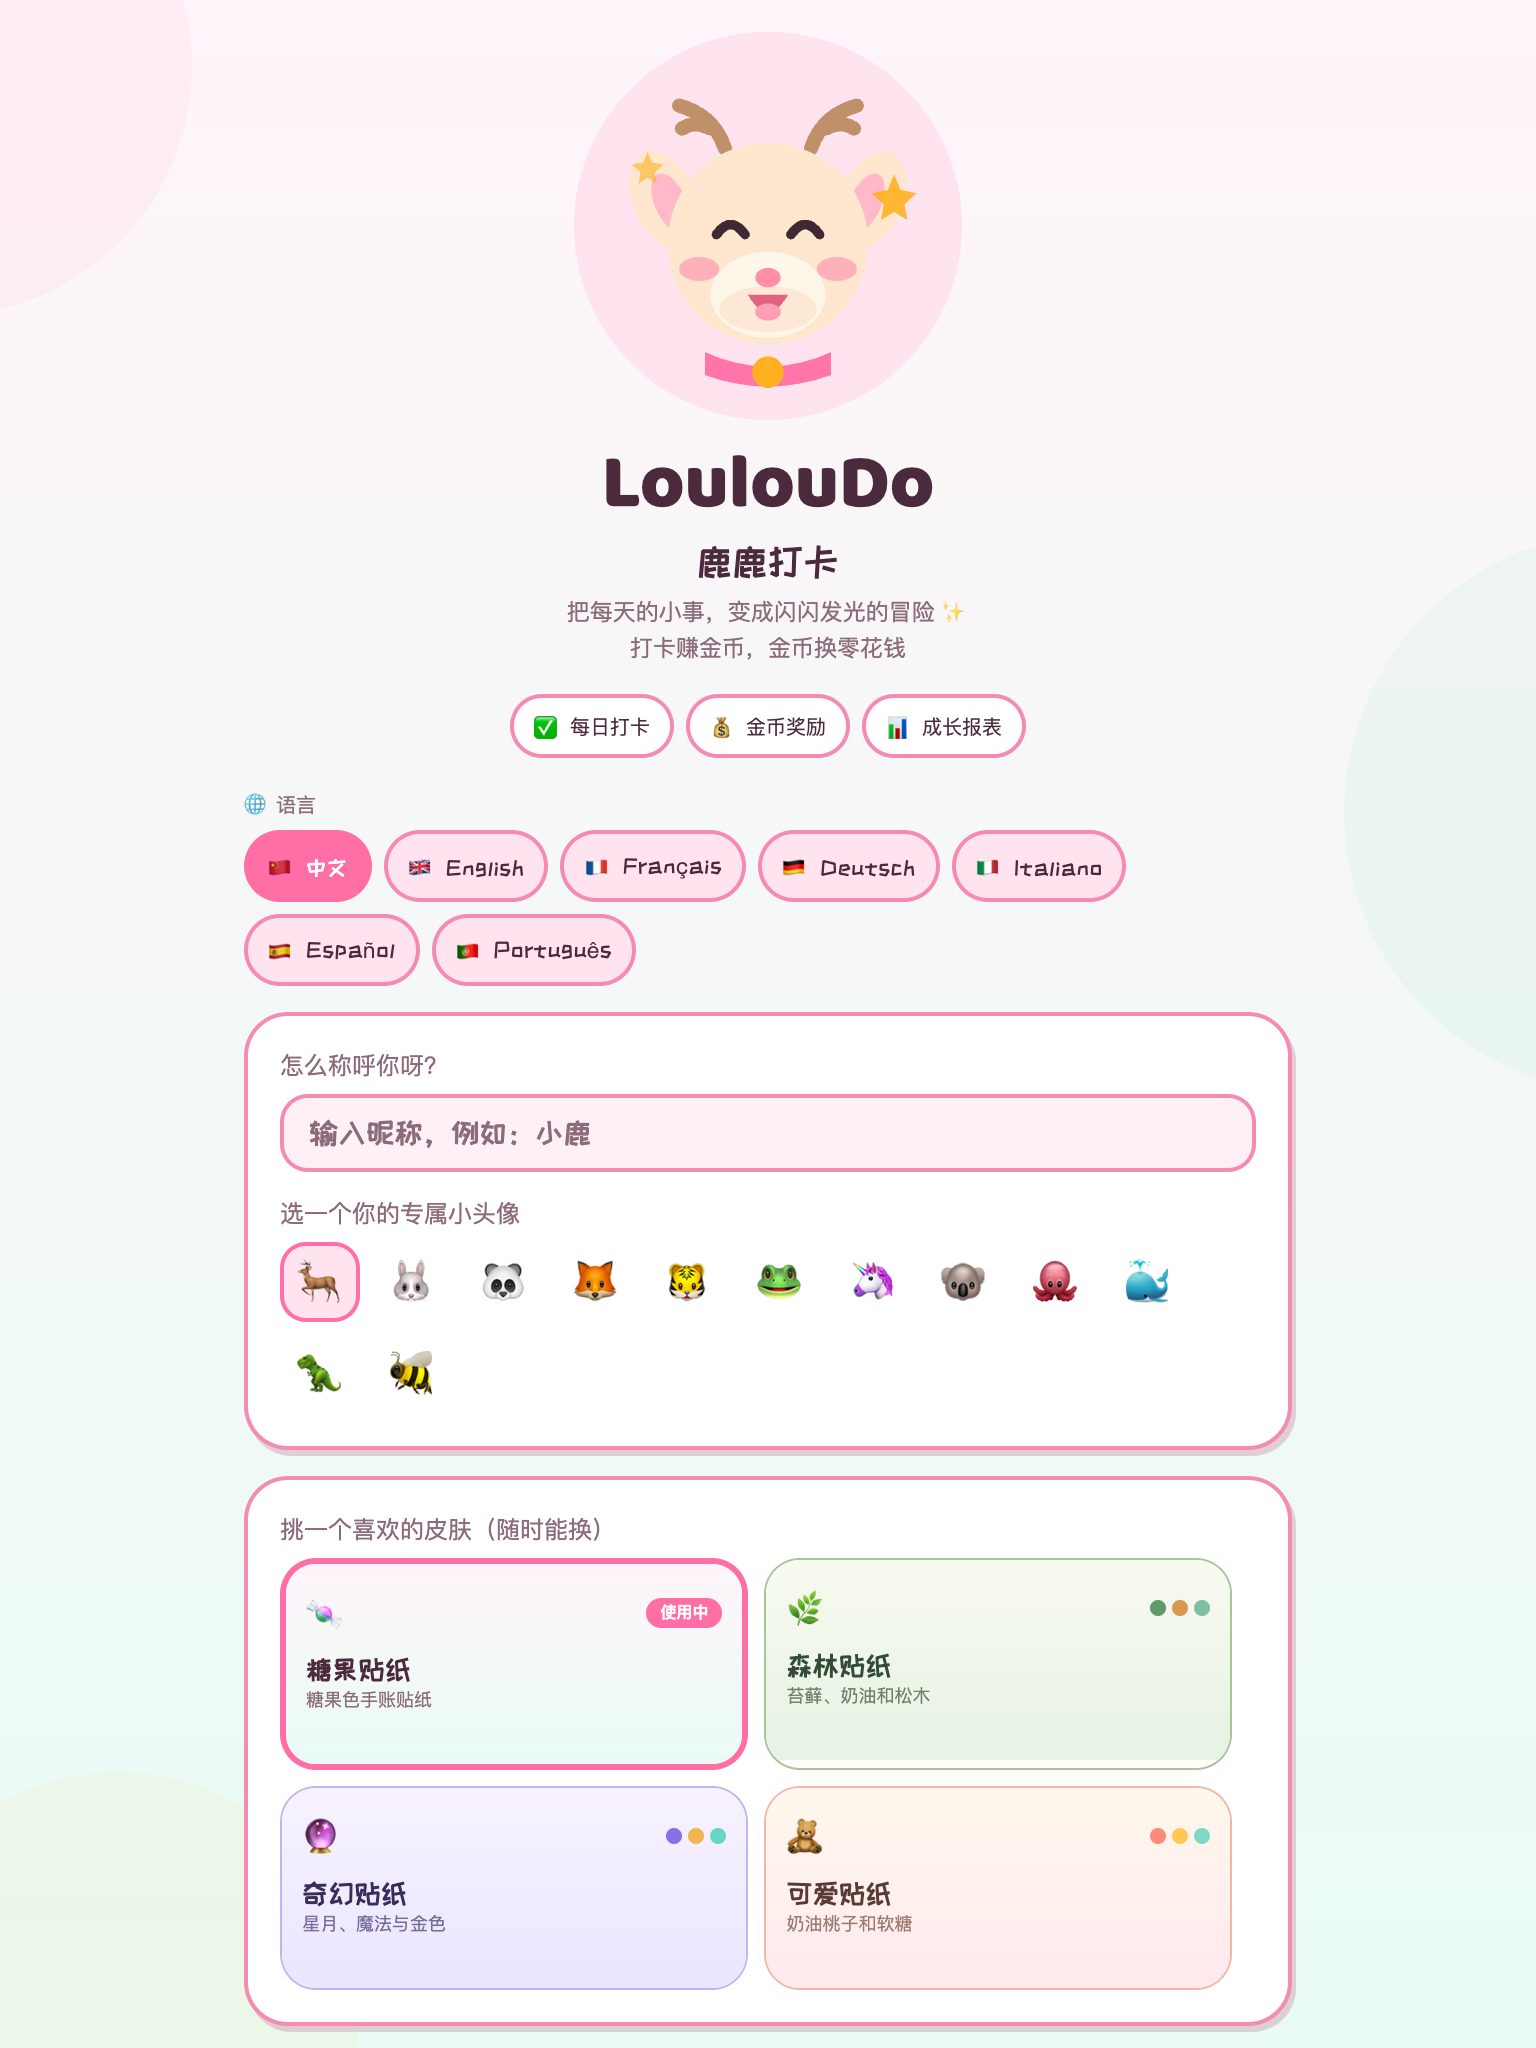 LoulouDo
鹿鹿打卡
把每天的小事，变成闪闪发光的冒险 ✨
打卡赚金币，金币换零花钱
✅ 每日打卡
💰 金币奖励
📊 成长报表
🌐 语言
🇨🇳 中文
🇬🇧 English
🇫🇷 Français
🇩🇪 Deutsch
🇮🇹 Italiano
🇪🇸 Español
🇵🇹 Português
怎么称呼你呀？
输入昵称，例如：小鹿
选一个你的专属小头像
挑一个喜欢的皮肤（随时能换）
使用中
糖果贴纸
糖果色手账贴纸
森林贴纸
苔藓、奶油和松木
奇幻贴纸
星月、魔法与金色
可爱贴纸
奶油桃子和软糖